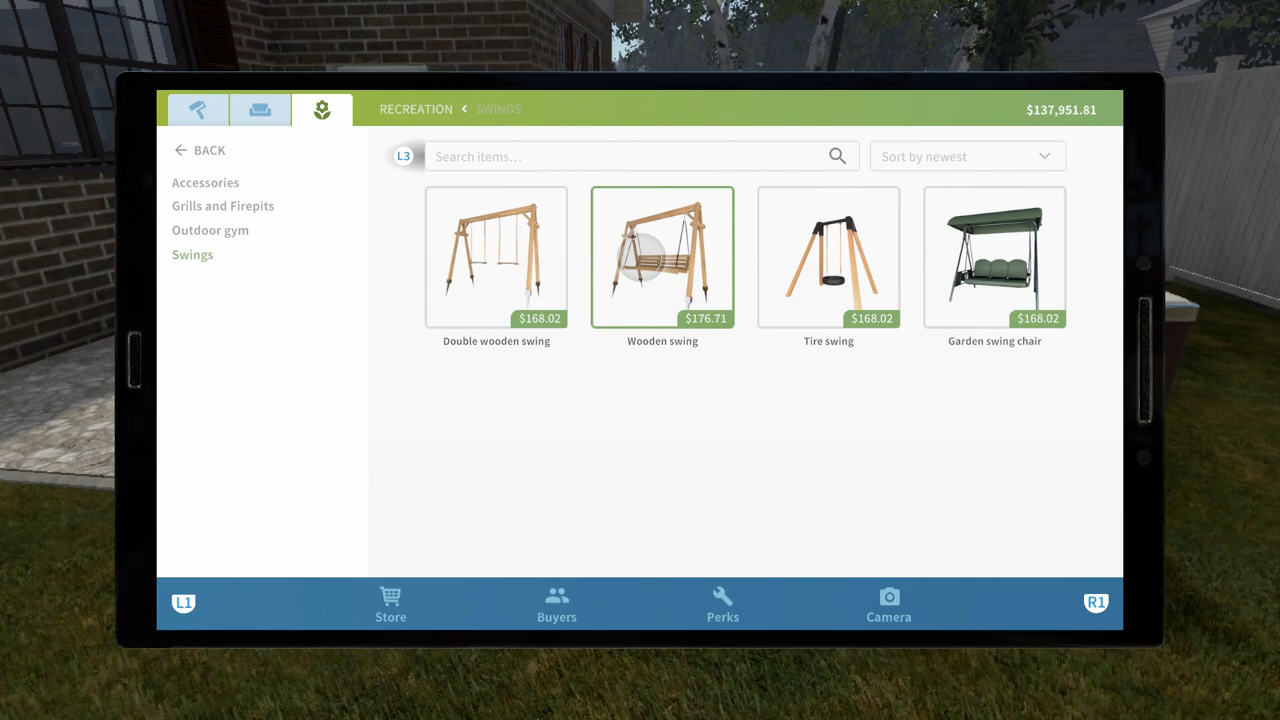 RECREATION < SWINGS
$137,951.81
BACK
Accessories
Grills and Firepits
Outdoor gym
Swings
L3
Search items...
Sort by newest
$168.02
$176.71
$168.02
$168.02
Double wooden swing
Wooden swing
Tire swing
Garden swing chair
L1
Store
Buyers
Perks
Camera
R1